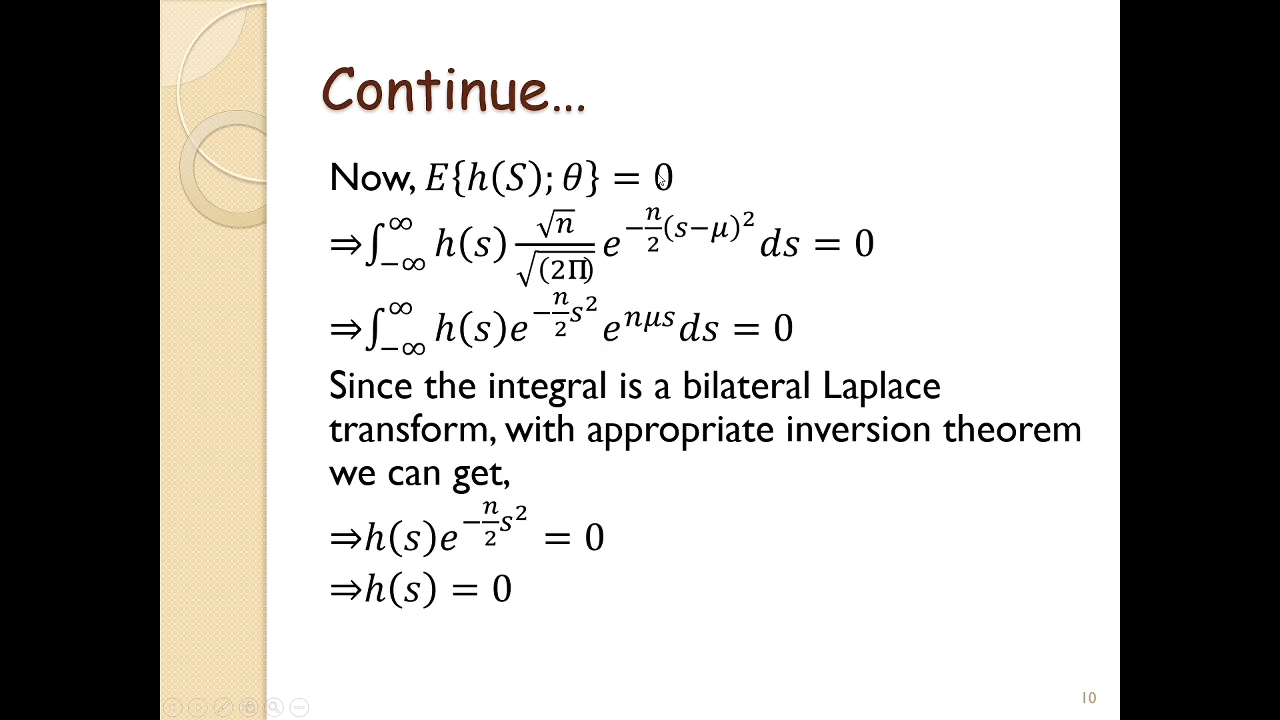 Continue...
Now, 𝐸{ℎ(𝑆); 𝜃} = 0
⇒∫_{−∞}^{∞} ℎ(𝑠) √𝑛/√(2Π) 𝑒^{−𝑛/2(𝑠−𝜇)^2} 𝑑𝑠 = 0
⇒∫_{−∞}^{∞} ℎ(𝑠)𝑒^{−𝑛/2 𝑠^2} 𝑒^{𝑛𝜇𝑠} 𝑑𝑠 = 0
Since the integral is a bilateral Laplace
transform, with appropriate inversion theorem
we can get,
⇒ℎ(𝑠)𝑒^{−𝑛/2 𝑠^2} = 0
⇒ℎ(𝑠) = 0
10